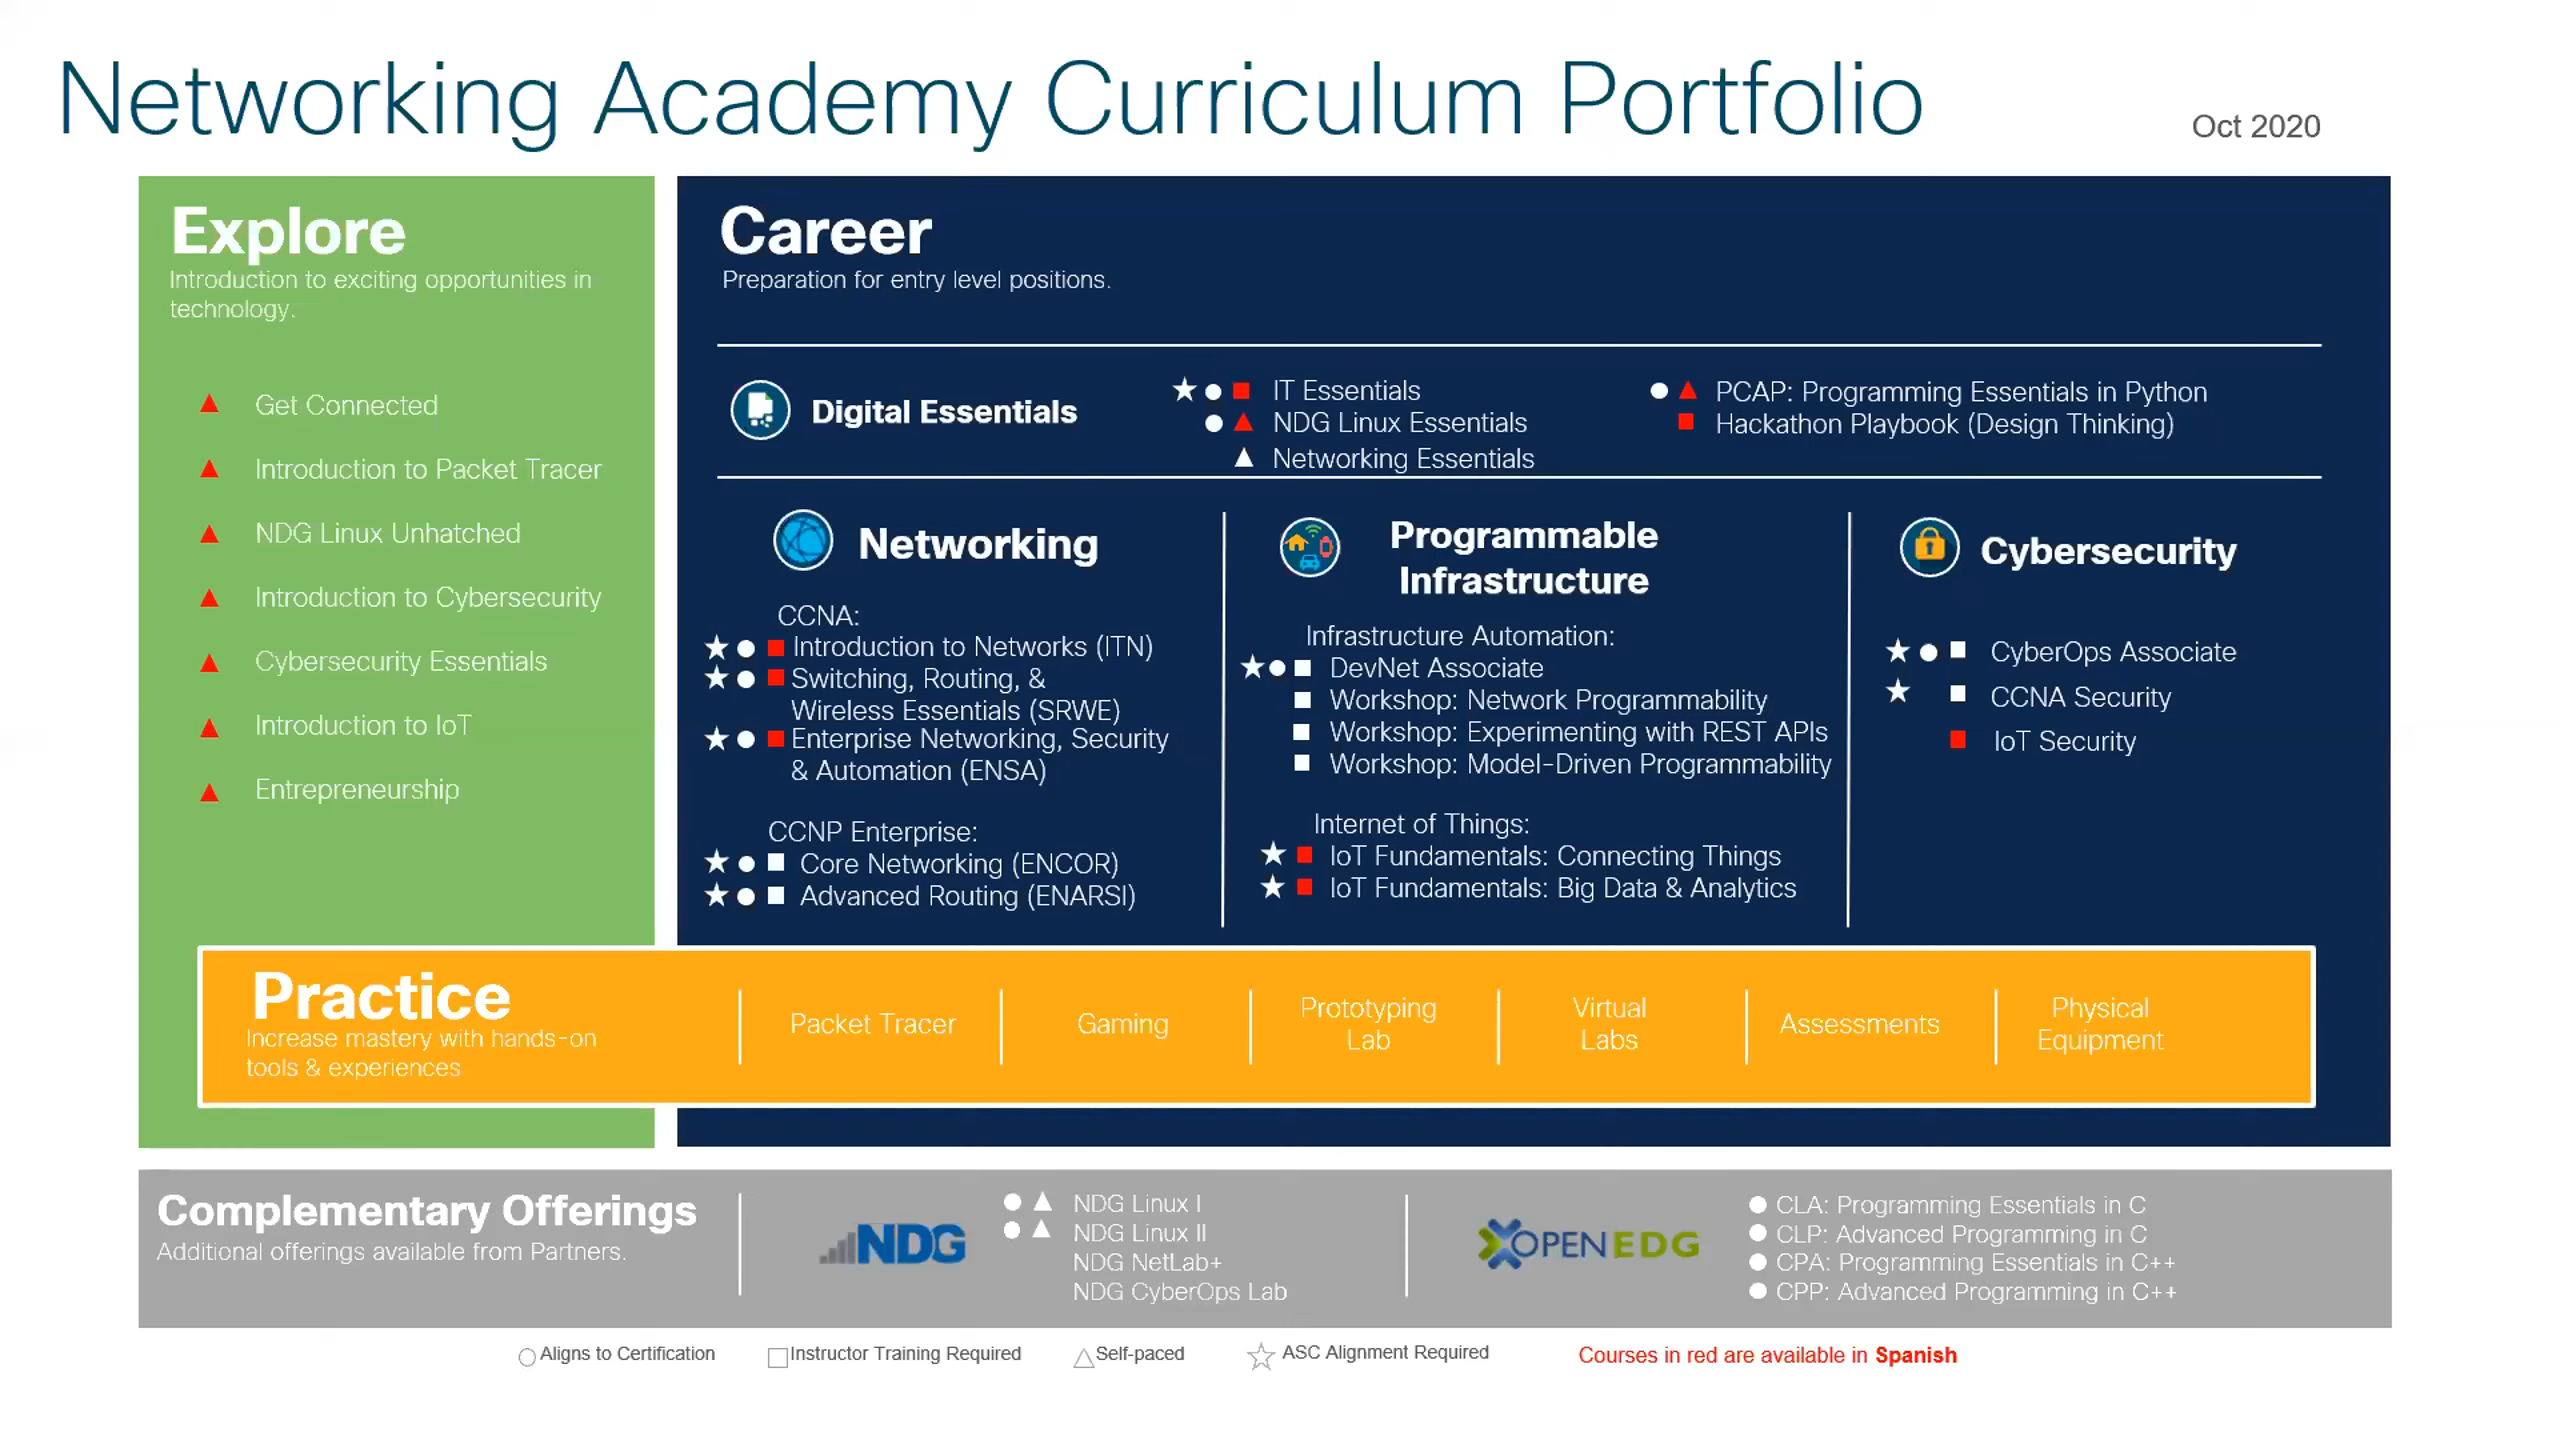 Networking Academy Curriculum Portfolio
Oct 2020
Explore
Introduction to exciting opportunities in
technology.
Get Connected
Introduction to Packet Tracer
NDG Linux Unhatched
Introduction to Cybersecurity
Cybersecurity Essentials
Introduction to IoT
Entrepreneurship
Career
Preparation for entry level positions.
Digital Essentials
IT Essentials
NDG Linux Essentials
Networking Essentials
PCAP: Programming Essentials in Python
Hackathon Playbook (Design Thinking)
Networking
CCNA:
Introduction to Networks (ITN)
Switching, Routing, &
Wireless Essentials (SRWE)
Enterprise Networking, Security
& Automation (ENSA)
CCNP Enterprise:
Core Networking (ENCOR)
Advanced Routing (ENARSI)
Programmable
Infrastructure
Infrastructure Automation:
DevNet Associate
Workshop: Network Programmability
Workshop: Experimenting with REST APIs
Workshop: Model-Driven Programmability
Internet of Things:
IoT Fundamentals: Connecting Things
IoT Fundamentals: Big Data & Analytics
Cybersecurity
CyberOps Associate
CCNA Security
IoT Security
Practice
Increase mastery with hands-on
tools & experiences
Packet Tracer
Gaming
Prototyping
Lab
Virtual
Labs
Assessments
Physical
Equipment
Complementary Offerings
Additional offerings available from Partners.
NDG
NDG Linux I
NDG Linux II
NDG NetLab+
NDG CyberOps Lab
OPENEDG
CLA: Programming Essentials in C
CLP: Advanced Programming in C
CPA: Programming Essentials in C++
CPP: Advanced Programming in C++
Aligns to Certification
Instructor Training Required
Self-paced
ASC Alignment Required
Courses in red are available in Spanish